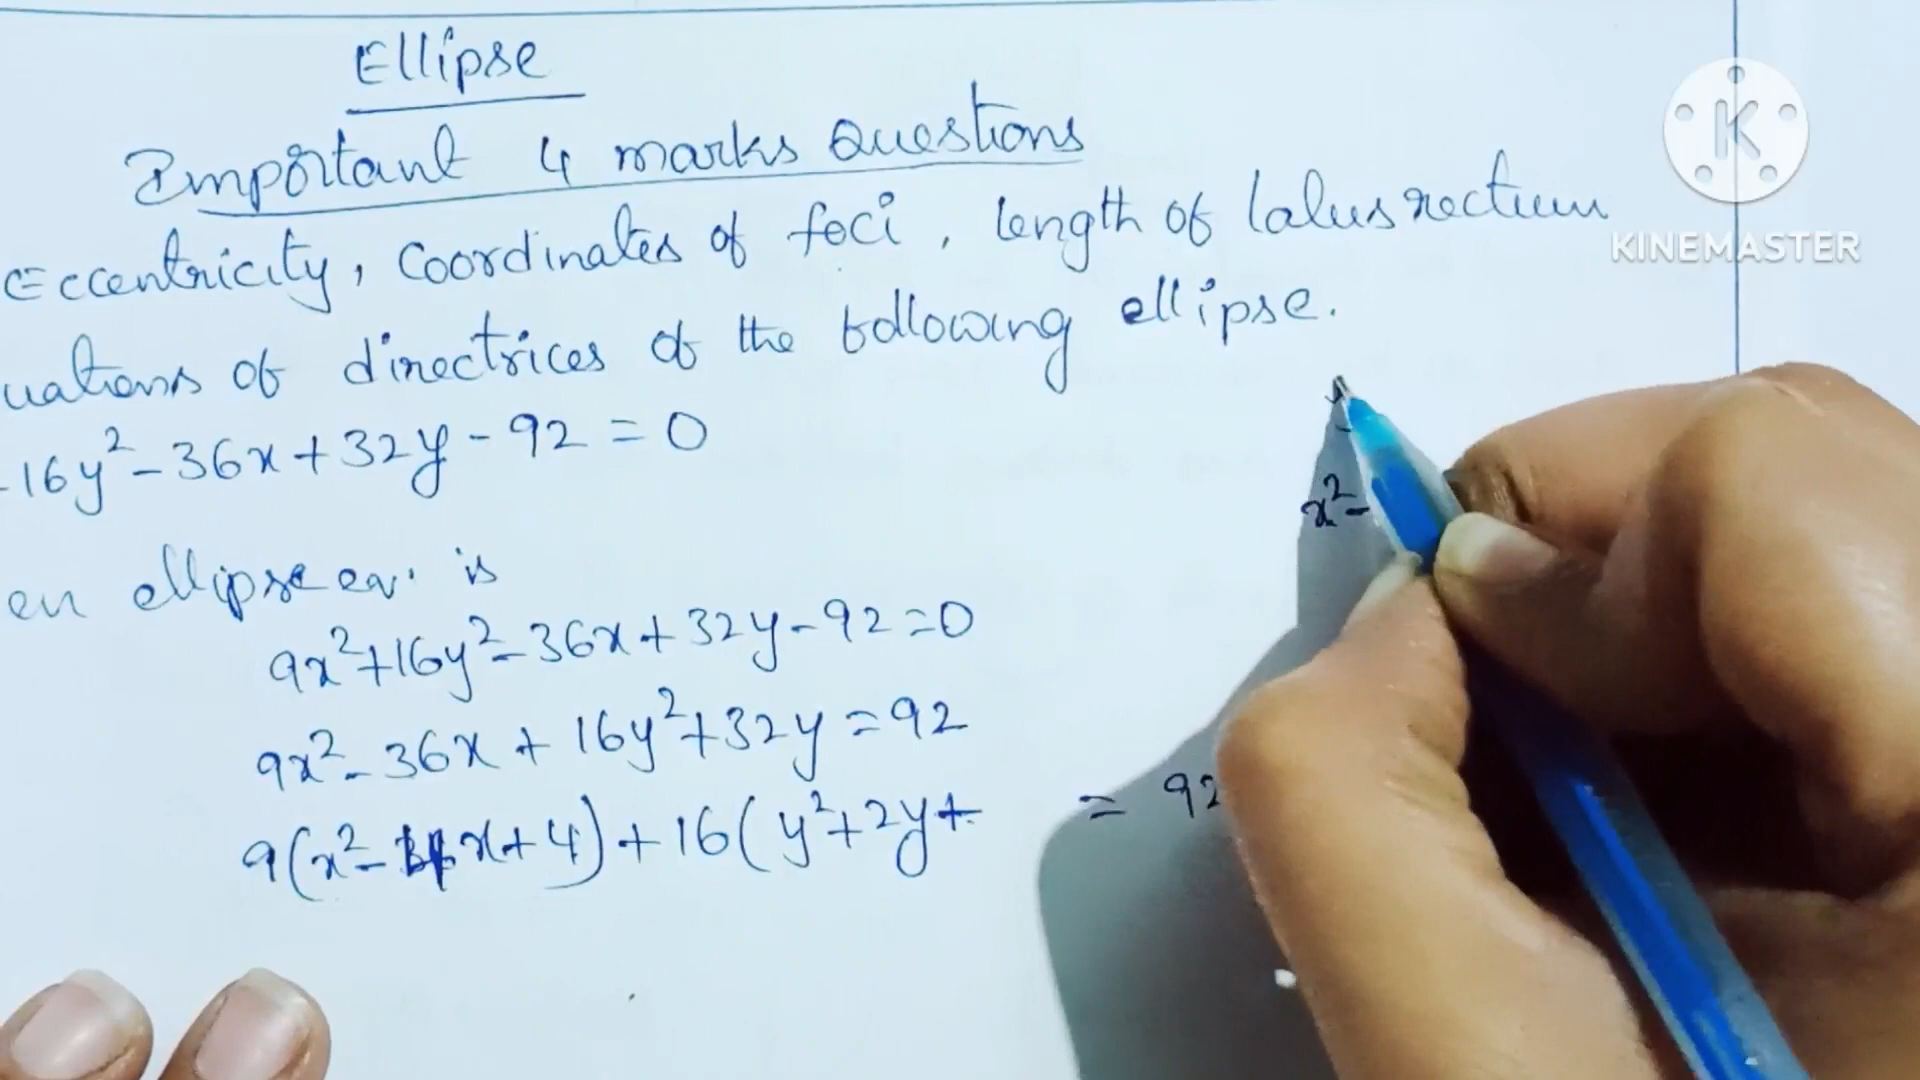 Ellipse
Important 4 marks Questions
Eccentricity, Coordinates of foci, length of latus rectum
uations of directrices of the following ellipse.
16y²-36x+32y-92=0
en ellipse eq. is
9x²+16y²-36x+32y-92=0
9x²-36x+16y²+32y=92
9(x²-4x+4)+16(y²+2y+ = 92
x²-
K
KINEMASTER